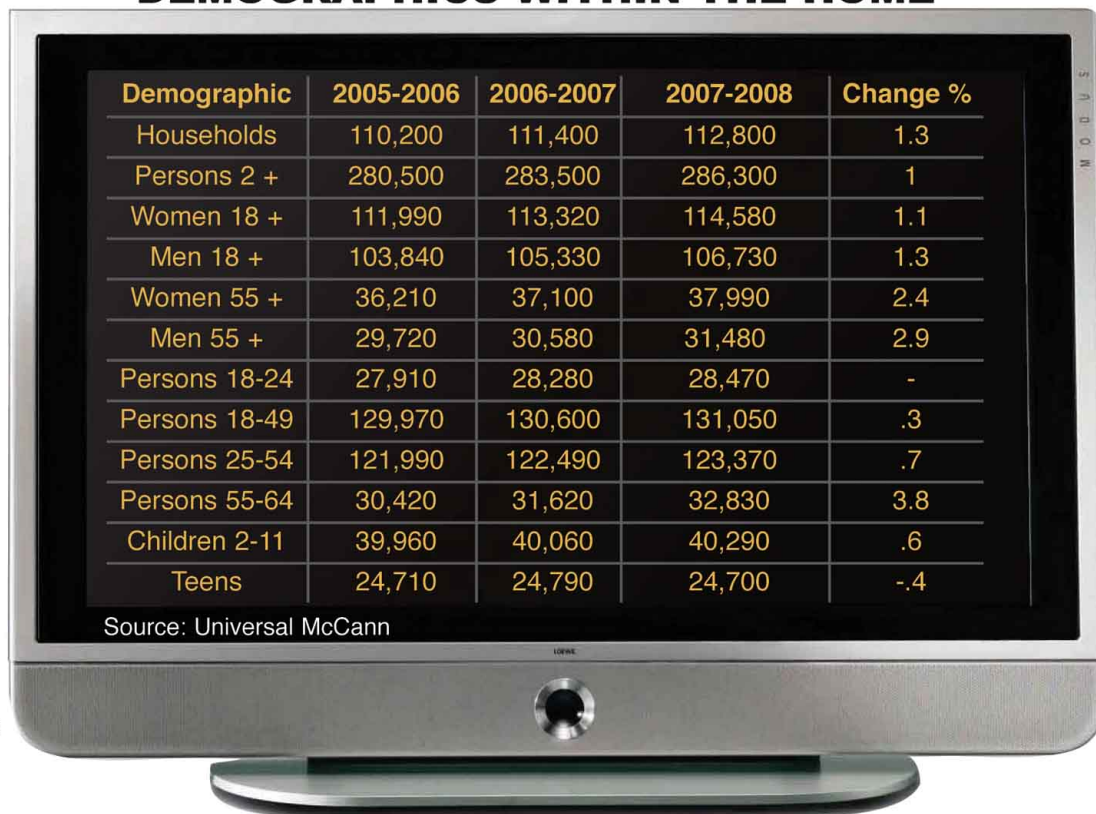 DEMOGRAPHICS WITHIN THE HOME
Demographic 2005-2006 2006-2007 2007-2008 Change %
Households 110,200 111,400 112,800 1.3
Persons 2 + 280,500 283,500 286,300 1
Women 18 + 111,990 113,320 114,580 1.1
Men 18 + 103,840 105,330 106,730 1.3
Women 55 + 36,210 37,100 37,990 2.4
Men 55 + 29,720 30,580 31,480 2.9
Persons 18-24 27,910 28,280 28,470 -
Persons 18-49 129,970 130,600 131,050 .3
Persons 25-54 121,990 122,490 123,370 .7
Persons 55-64 30,420 31,620 32,830 3.8
Children 2-11 39,960 40,060 40,290 .6
Teens 24,710 24,790 24,700 -.4
Source: Universal McCann
LOEWE.
MODUS